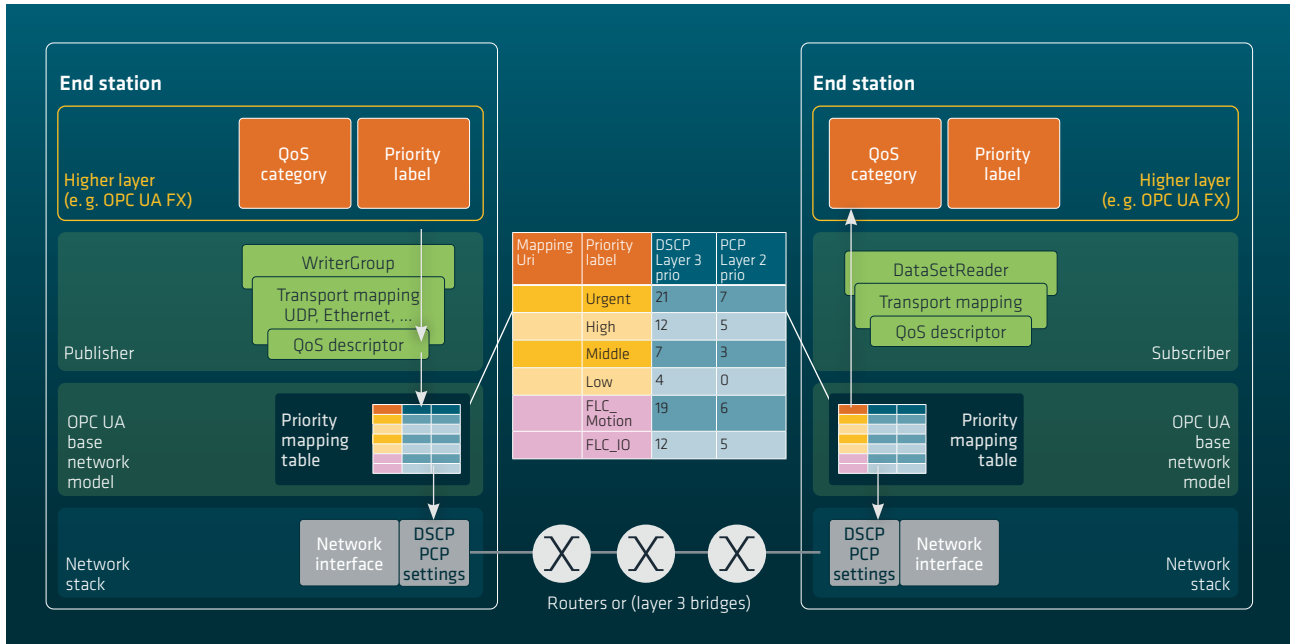 End station
QoS
category
Priority
label
Higher layer
(e. g. OPC UA FX)
WriterGroup
Transport mapping
UDP, Ethernet, ...
QoS descriptor
Publisher
OPC UA
base
network
model
Priority
mapping
table
Network
stack
Network
interface
DSCP
PCP
settings
Mapping
Uri
Priority
label
DSCP
Layer 3
prio
PCP
Layer 2
prio
Urgent 21 7
High 12 5
Middle 7 3
Low 4 0
FLC_
Motion 19 6
FLC_IO 12 5
Routers or (layer 3 bridges)
End station
QoS
category
Priority
label
Higher layer
(e. g. OPC UA FX)
DataSetReader
Transport mapping
QoS descriptor
Subscriber
Priority
mapping
table
OPC UA
base
network
model
DSCP
PCP
settings
Network
interface
Network
stack